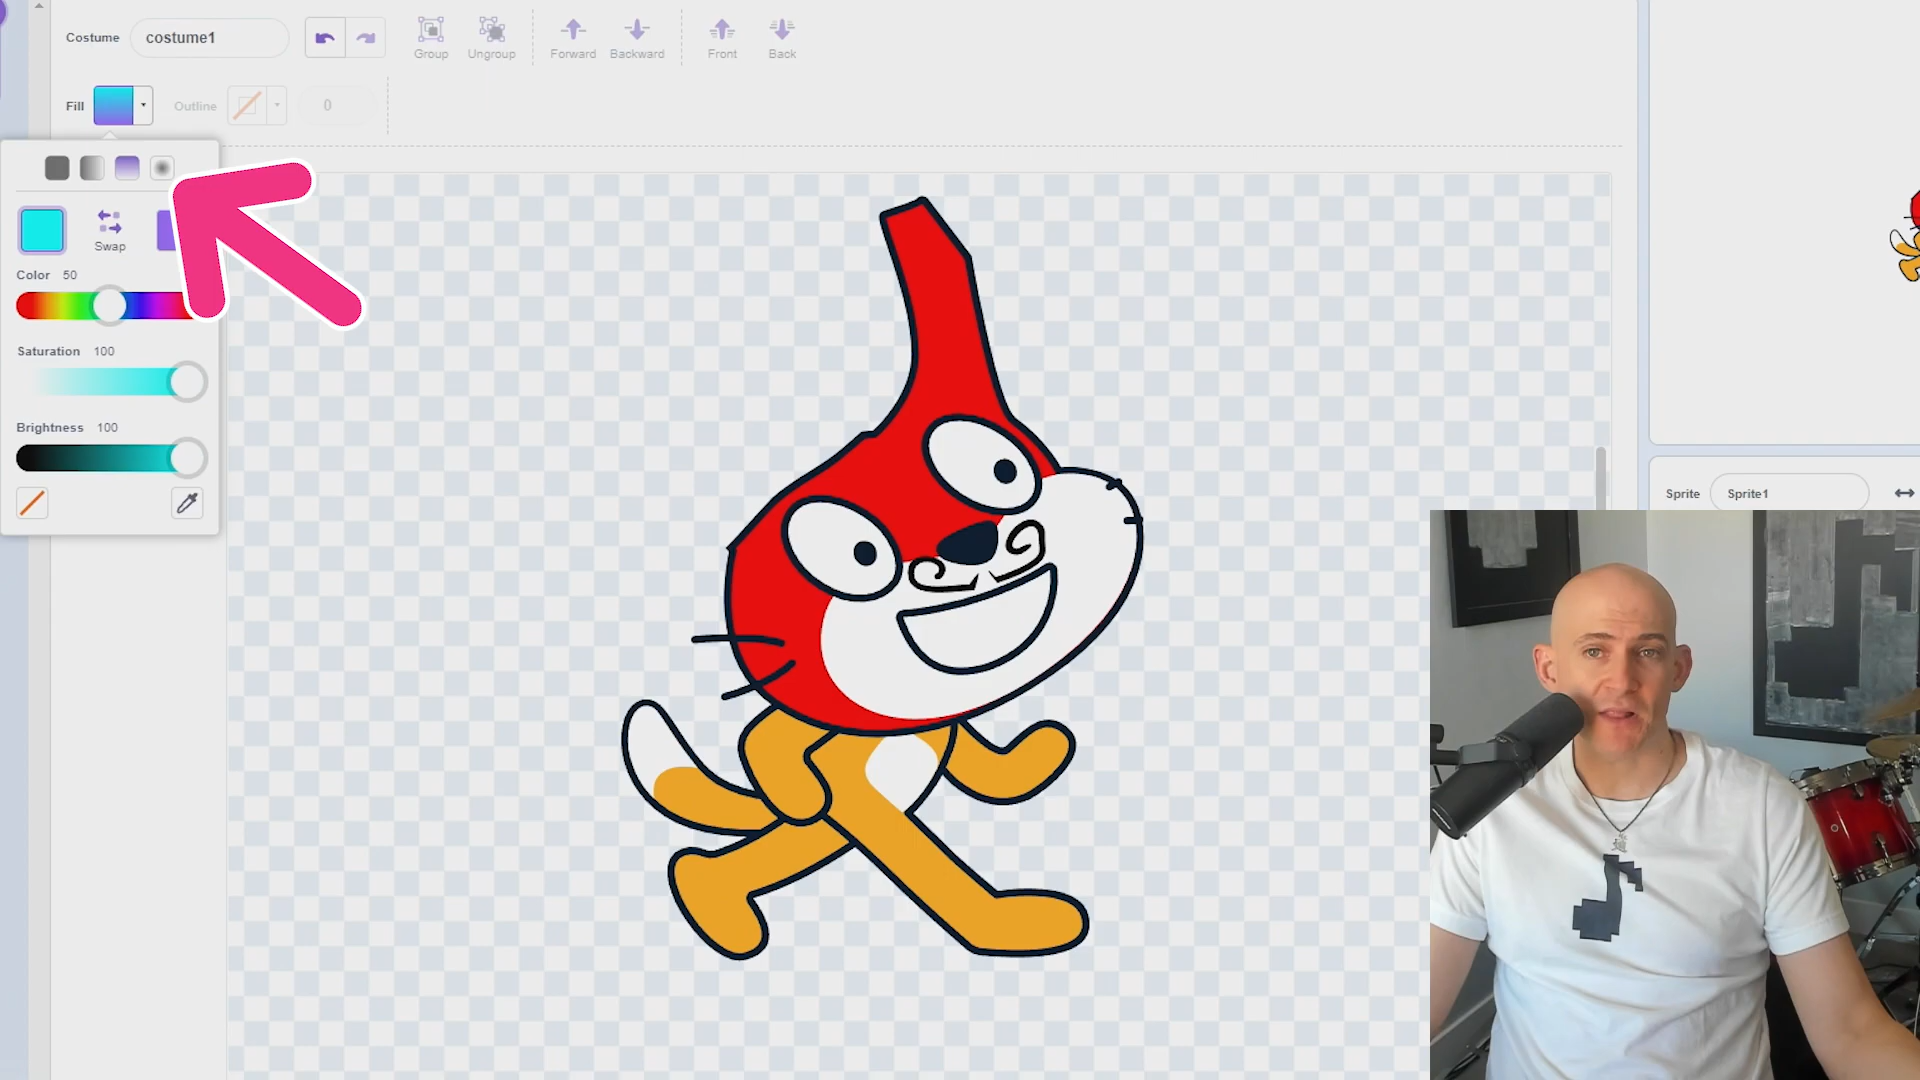 Costume
costume1
Group
Ungroup
Forward
Backward
Front
Back
Fill
Outline
0
Swap
Color 50
Saturation 100
Brightness 100
Sprite
Sprite1
道